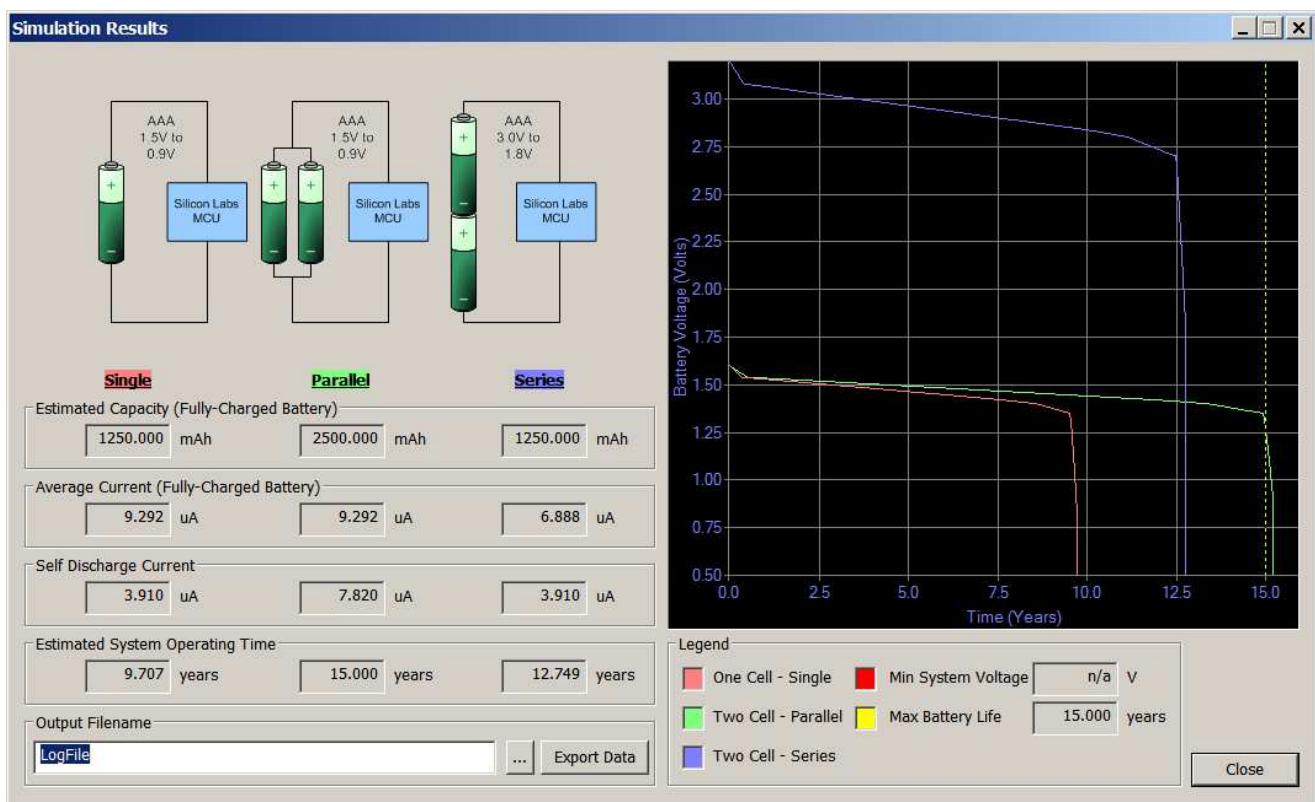 Simulation Results
AAA
1.5V to
0.9V
+
Silicon Labs
MCU
–
AAA
1.5V to
0.9V
+ +
Silicon Labs
MCU
– –
AAA
3.0V to
1.8V
+
–
Silicon Labs
MCU
+
–
Single Parallel Series
Estimated Capacity (Fully-Charged Battery)
1250.000 mAh 2500.000 mAh 1250.000 mAh
Average Current (Fully-Charged Battery)
9.292 uA 9.292 uA 6.888 uA
Self Discharge Current
3.910 uA 7.820 uA 3.910 uA
Estimated System Operating Time
9.707 years 15.000 years 12.749 years
Output Filename
LogFile ... Export Data
Battery Voltage (Volts)
3.00
2.75
2.50
2.25
2.00
1.75
1.50
1.25
1.00
0.75
0.50
0.0 2.5 5.0 7.5 10.0 12.5 15.0
Time (Years)
Legend
One Cell - Single Min System Voltage n/a V
Two Cell - Parallel Max Battery Life 15.000 years
Two Cell - Series
Close